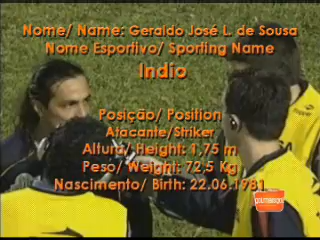 Nome/ Name: Geraldo José L. de Sousa
Nome Esportivo/ Sporting Name
Indio
Posição/ Position
Atacante/Striker
Altura/ Height: 1,75 m
Peso/ Weight: 72,5 Kg
Nascimento/ Birth: 22.06.1981